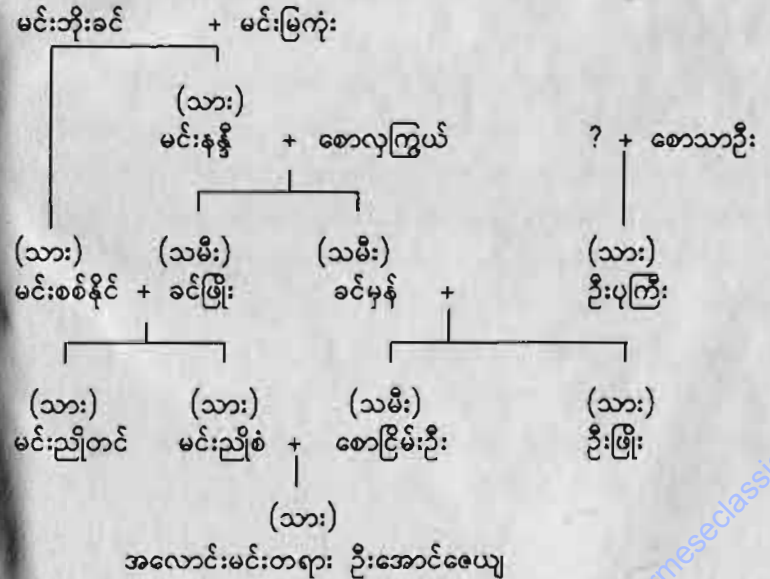 မင်းဘိုးခင် + မင်းမြကုံး
(သား)
မင်းနန္ဒီ + စောလှကြွယ် ? + စောသာဦး
(သား) (သမီး) (သမီး) (သား)
မင်းစစ်နိုင် + ခင်ဖြိုး ခင်မှန် + ဦးပုကြီး
(သား) (သား) (သမီး) (သား)
မင်းညိုတင် မင်းညိုစံ + စောငြိမ်းဦး ဦးဖြိုး
(သား)
အလောင်းမင်းတရား ဦးအောင်ဇေယျ